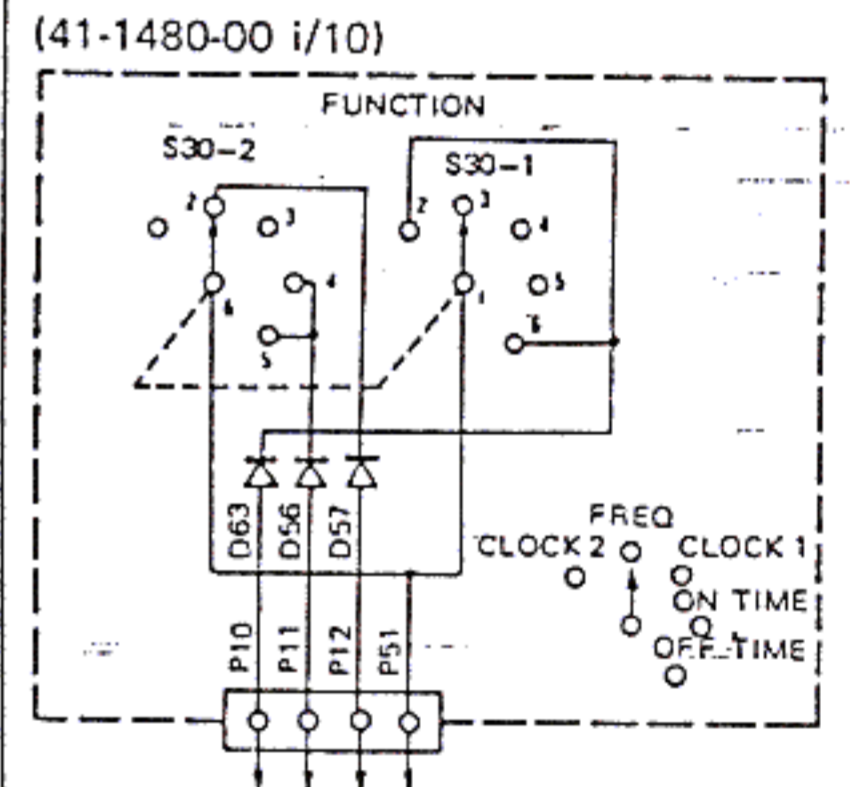 (41-1480-00 i/10)
FUNCTION
S30-2
S30-1
2
3
2
3
4
4
6
1
5
5
6
D63
D56
D57
FREQ
CLOCK 2
CLOCK 1
ON TIME
OFF TIME
P10
P11
P12
P51